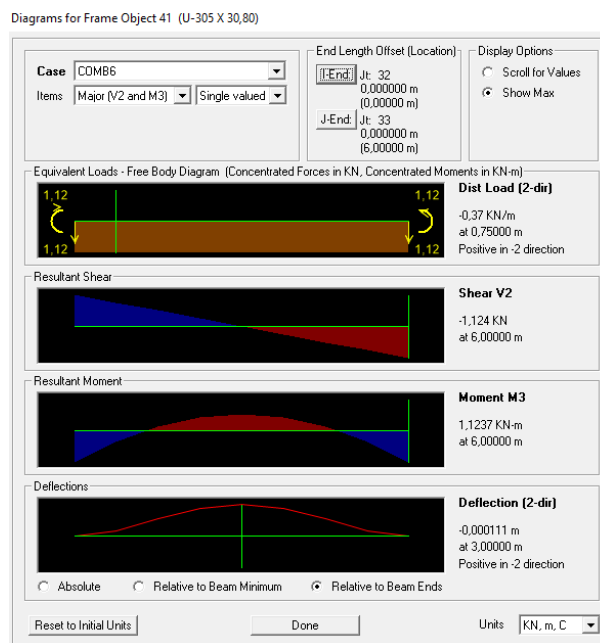 Diagrams for Frame Object 41 (U-305 X 30,80)
Case COMB6
Items Major (V2 and M3) Single valued
End Length Offset (Location)
I-End: Jt: 32
0,000000 m
(0,00000 m)
J-End: Jt: 33
0,000000 m
(6,00000 m)
Display Options
Scroll for Values
Show Max
Equivalent Loads - Free Body Diagram (Concentrated Forces in KN, Concentrated Moments in KN-m)
1,12 1,12
1,12 1,12
Dist Load (2-dir)
-0,37 KN/m
at 0,75000 m
Positive in -2 direction
Resultant Shear
Shear V2
-1,124 KN
at 6,00000 m
Resultant Moment
Moment M3
1,1237 KN-m
at 6,00000 m
Deflections
Deflection (2-dir)
-0,000111 m
at 3,00000 m
Positive in -2 direction
Absolute Relative to Beam Minimum Relative to Beam Ends
Reset to Initial Units Done Units KN, m, C